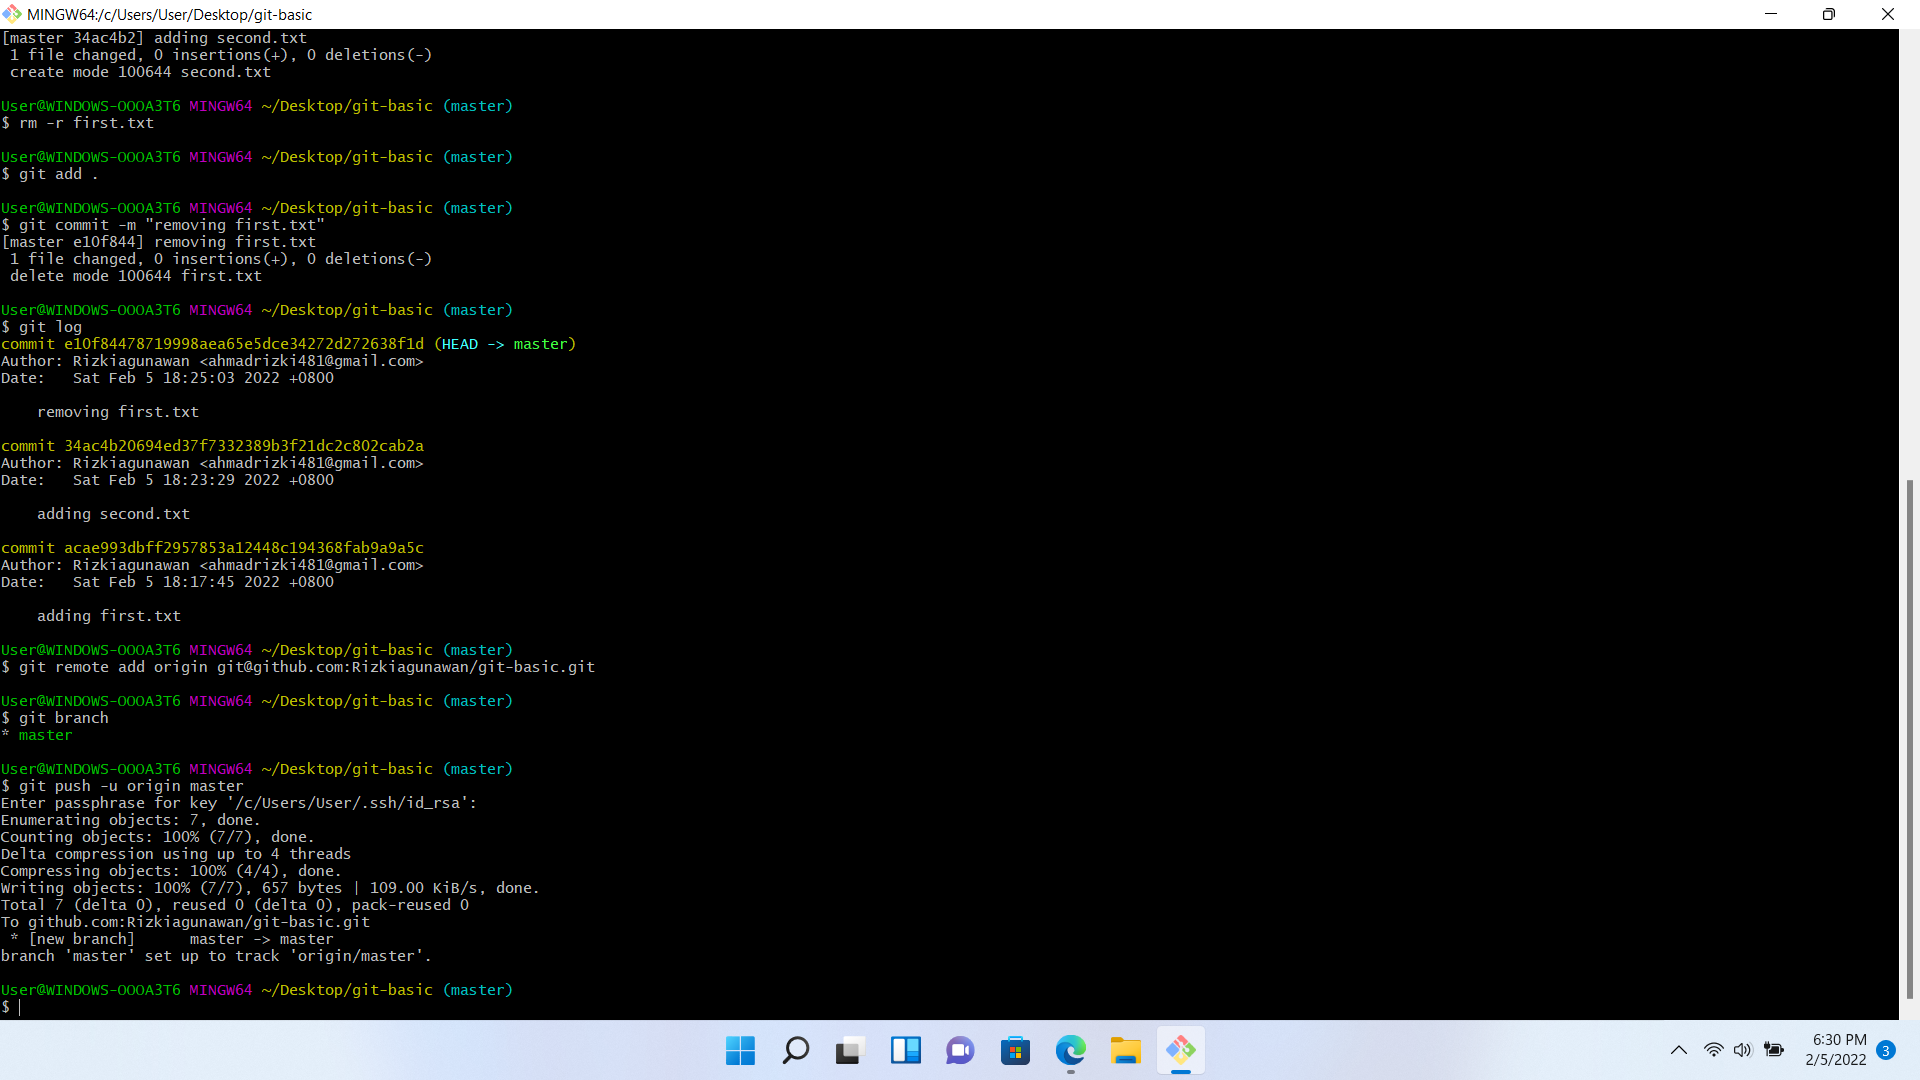 MINGW64:/c/Users/User/Desktop/git-basic
[master 34ac4b2] adding second.txt
 1 file changed, 0 insertions(+), 0 deletions(-)
 create mode 100644 second.txt
User@WINDOWS-OOOA3T6 MINGW64 ~/Desktop/git-basic (master)
$ rm -r first.txt
User@WINDOWS-OOOA3T6 MINGW64 ~/Desktop/git-basic (master)
$ git add .
User@WINDOWS-OOOA3T6 MINGW64 ~/Desktop/git-basic (master)
$ git commit -m "removing first.txt"
[master e10f844] removing first.txt
 1 file changed, 0 insertions(+), 0 deletions(-)
 delete mode 100644 first.txt
User@WINDOWS-OOOA3T6 MINGW64 ~/Desktop/git-basic (master)
$ git log
commit e10f84478719998aea65e5dce34272d272638f1d (HEAD -> master)
Author: Rizkiagunawan <ahmadrizki481@gmail.com>
Date:   Sat Feb 5 18:25:03 2022 +0800
    removing first.txt
commit 34ac4b20694ed37f7332389b3f21dc2c802cab2a
Author: Rizkiagunawan <ahmadrizki481@gmail.com>
Date:   Sat Feb 5 18:23:29 2022 +0800
    adding second.txt
commit acae993dbff2957853a12448c194368fab9a9a5c
Author: Rizkiagunawan <ahmadrizki481@gmail.com>
Date:   Sat Feb 5 18:17:45 2022 +0800
    adding first.txt
User@WINDOWS-OOOA3T6 MINGW64 ~/Desktop/git-basic (master)
$ git remote add origin git@github.com:Rizkiagunawan/git-basic.git
User@WINDOWS-OOOA3T6 MINGW64 ~/Desktop/git-basic (master)
$ git branch
* master
User@WINDOWS-OOOA3T6 MINGW64 ~/Desktop/git-basic (master)
$ git push -u origin master
Enter passphrase for key '/c/Users/User/.ssh/id_rsa':
Enumerating objects: 7, done.
Counting objects: 100% (7/7), done.
Delta compression using up to 4 threads
Compressing objects: 100% (4/4), done.
Writing objects: 100% (7/7), 657 bytes | 109.00 KiB/s, done.
Total 7 (delta 0), reused 0 (delta 0), pack-reused 0
To github.com:Rizkiagunawan/git-basic.git
 * [new branch]      master -> master
branch 'master' set up to track 'origin/master'.
User@WINDOWS-OOOA3T6 MINGW64 ~/Desktop/git-basic (master)
$
6:30 PM
2/5/2022
3